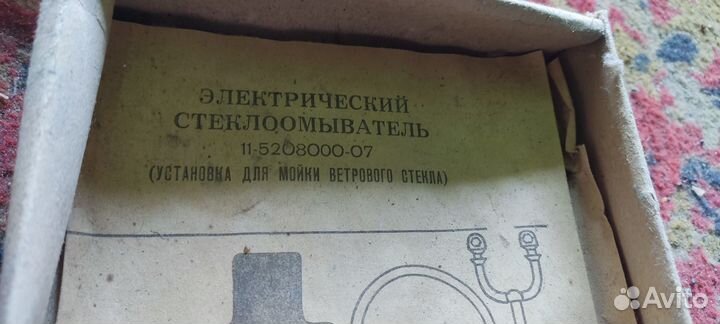 ЭЛЕКТРИЧЕСКИЙ
СТЕКЛООМЫВАТЕЛЬ
11-5208000-07
(УСТАНОВКА ДЛЯ МОЙКИ ВЕТРОВОГО СТЕКЛА)
Avito